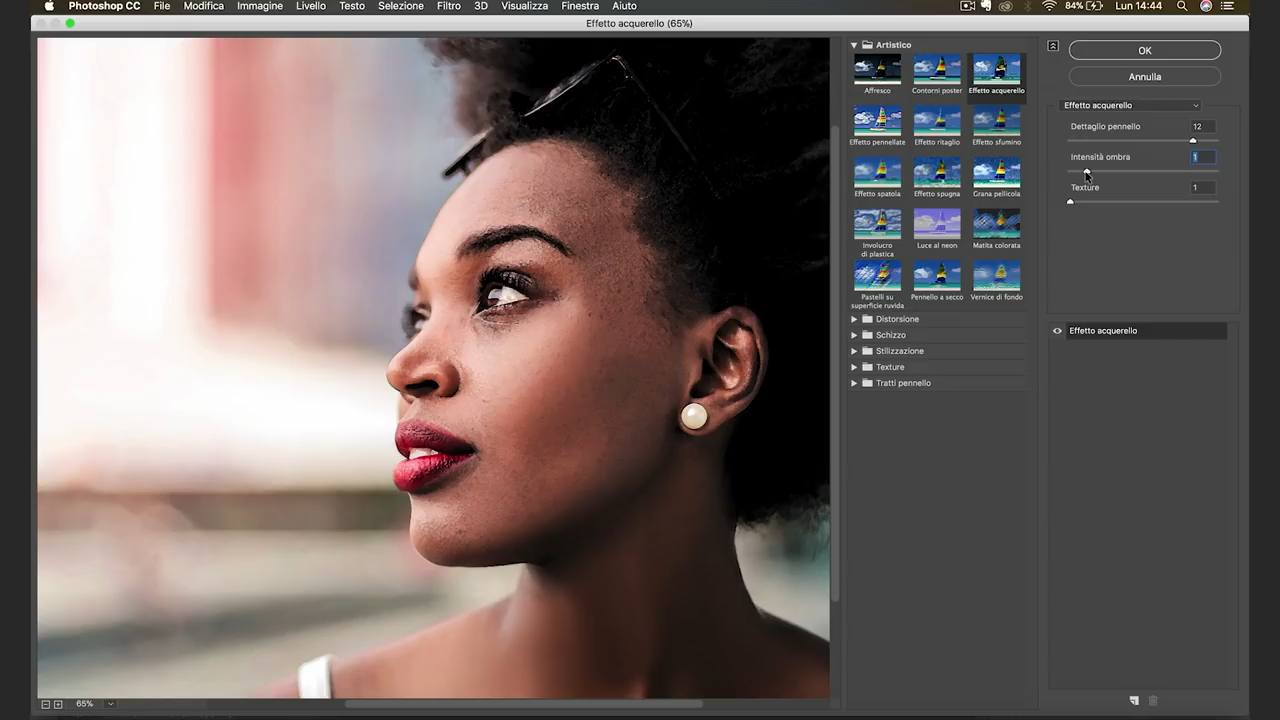 Photoshop CC File Modifica Immagine Livello Testo Selezione Filtro 3D Visualizza Finestra Aiuto 84% Lun 14:44
Effetto acquerello (65%)
Artistico
Affresco Contorni poster Effetto acquerello
Effetto pennellate Effetto ritaglio Effetto sfumino
Effetto spatola Effetto spugna Grana pellicola
Involucro di plastica Luce al neon Matita colorata
Pastelli su superficie ruvida Pennello a secco Vernice di fondo
Distorsione
Schizzo
Stilizzazione
Texture
Tratti pennello
OK
Annulla
Effetto acquerello
Dettaglio pennello 12
Intensità ombra 1
Texture 1
Effetto acquerello
65%